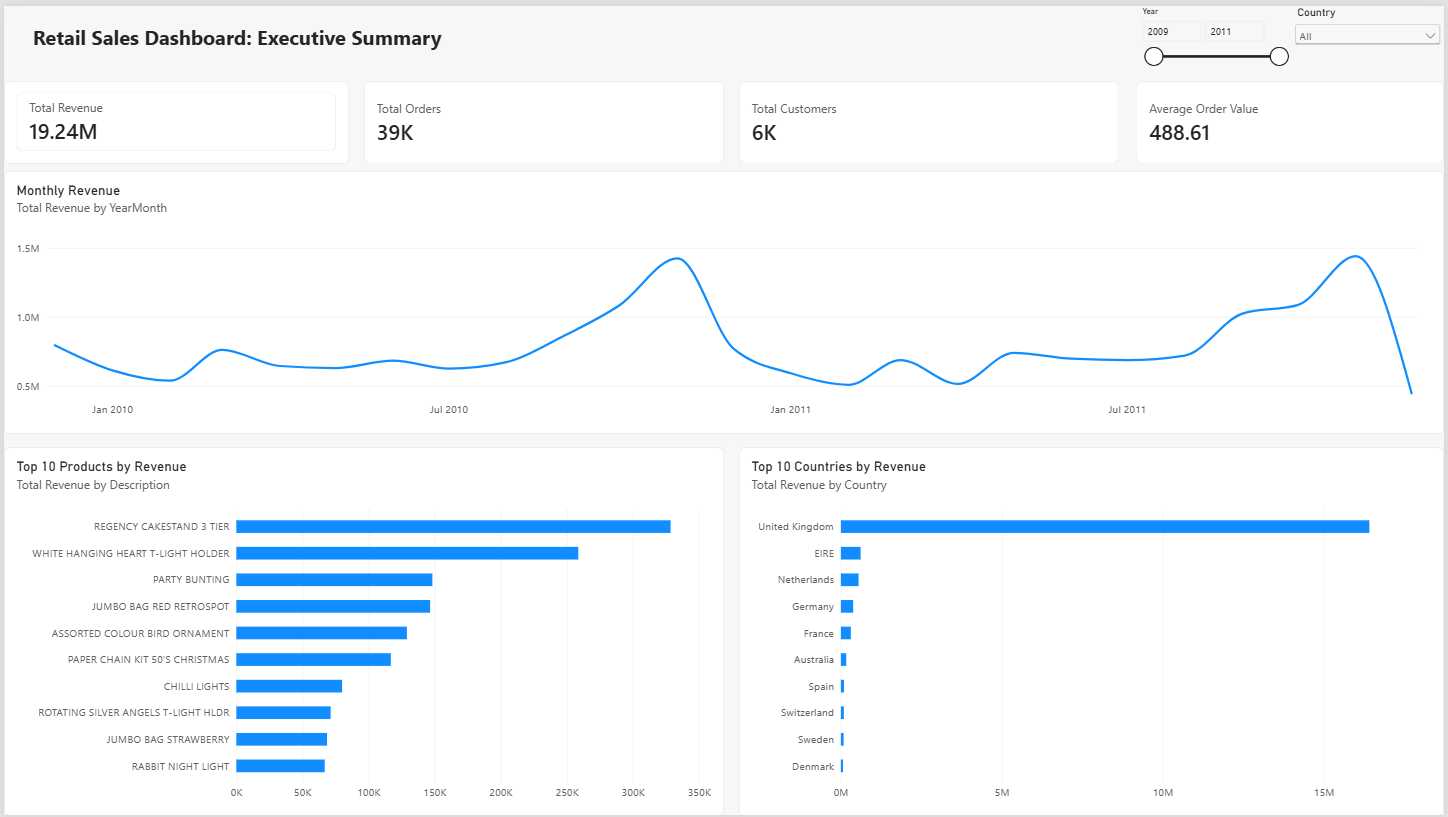 Retail Sales Dashboard: Executive Summary
Year
2009
2011
Country
All
Total Revenue
19.24M
Total Orders
39K
Total Customers
6K
Average Order Value
488.61
Monthly Revenue
Total Revenue by YearMonth
1.5M
1.0M
0.5M
Jan 2010
Jul 2010
Jan 2011
Jul 2011
Top 10 Products by Revenue
Total Revenue by Description
REGENCY CAKESTAND 3 TIER
WHITE HANGING HEART T-LIGHT HOLDER
PARTY BUNTING
JUMBO BAG RED RETROSPOT
ASSORTED COLOUR BIRD ORNAMENT
PAPER CHAIN KIT 50'S CHRISTMAS
CHILLI LIGHTS
ROTATING SILVER ANGELS T-LIGHT HLDR
JUMBO BAG STRAWBERRY
RABBIT NIGHT LIGHT
0K
50K
100K
150K
200K
250K
300K
350K
Top 10 Countries by Revenue
Total Revenue by Country
United Kingdom
EIRE
Netherlands
Germany
France
Australia
Spain
Switzerland
Sweden
Denmark
0M
5M
10M
15M